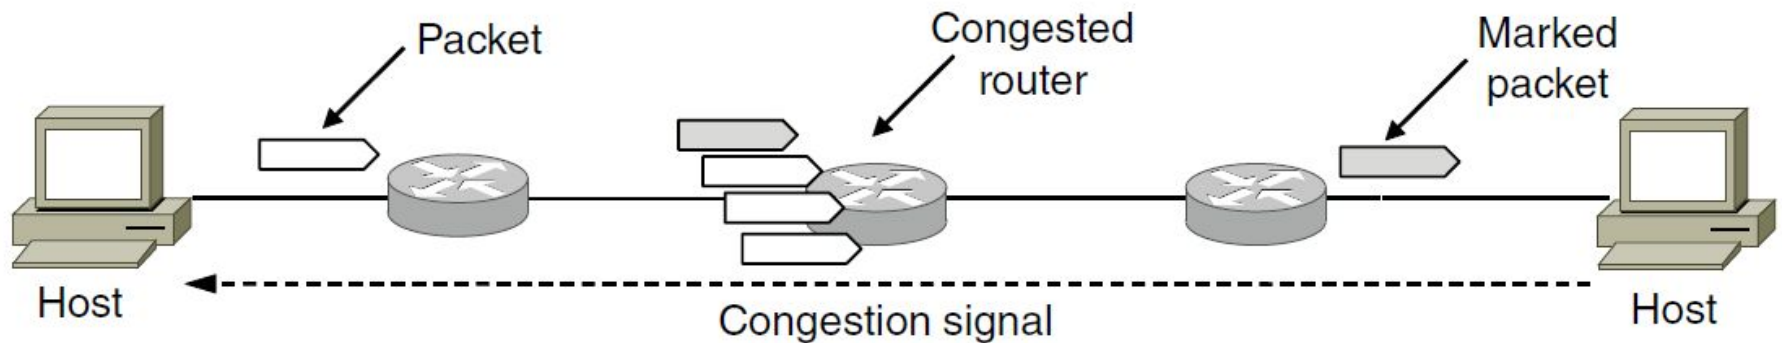 Packet
Congested
router
Marked
packet
Host
Congestion signal
Host